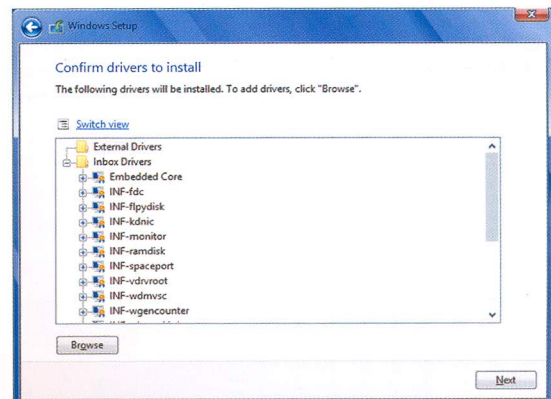 Windows Setup
Confirm drivers to install
The following drivers will be installed. To add drivers, click "Browse".
Switch view
External Drivers
Inbox Drivers
Embedded Core
INF-fdc
INF-flpydisk
INF-kdnic
INF-monitor
INF-ramdisk
INF-spaceport
INF-vdrvroot
INF-wdmvsc
INF-wgencounter
Browse
Next